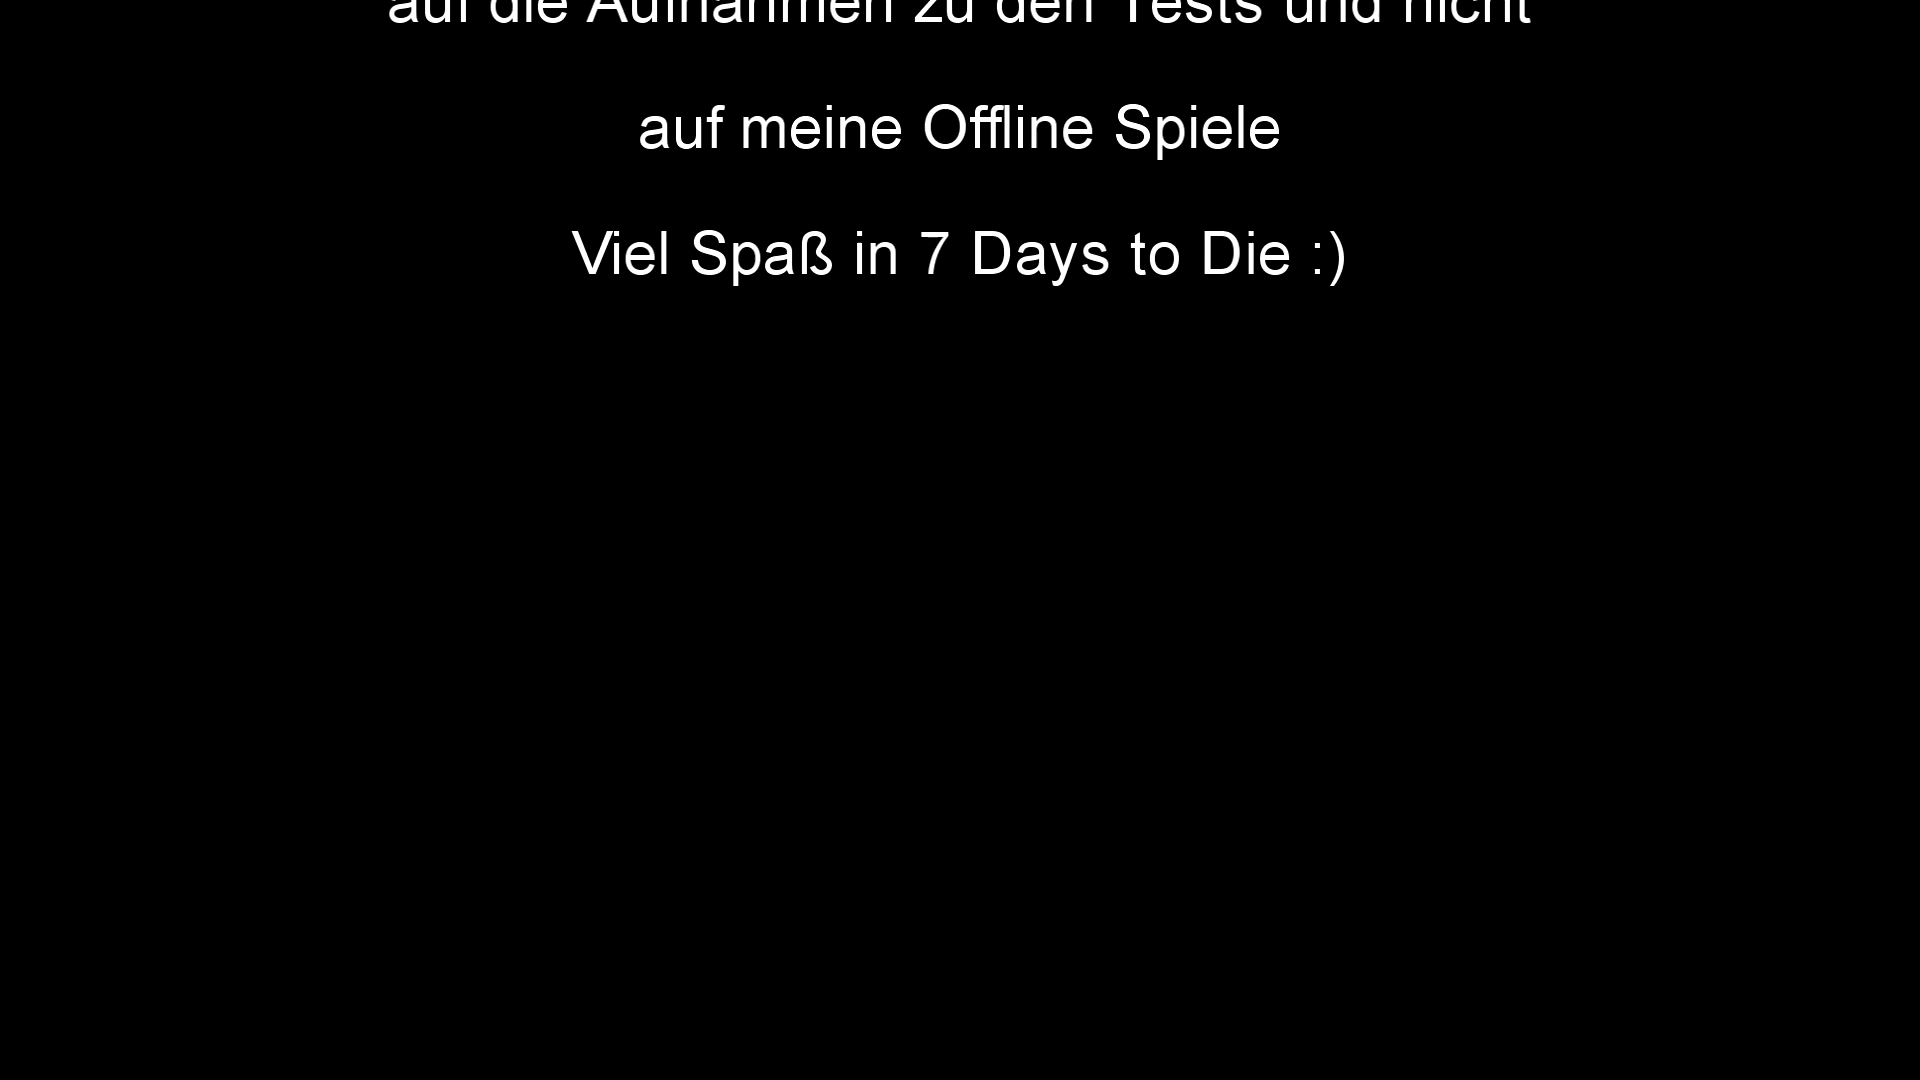 auf die Aufnahmen zu den Tests und nicht
auf meine Offline Spiele
Viel Spaß in 7 Days to Die :)